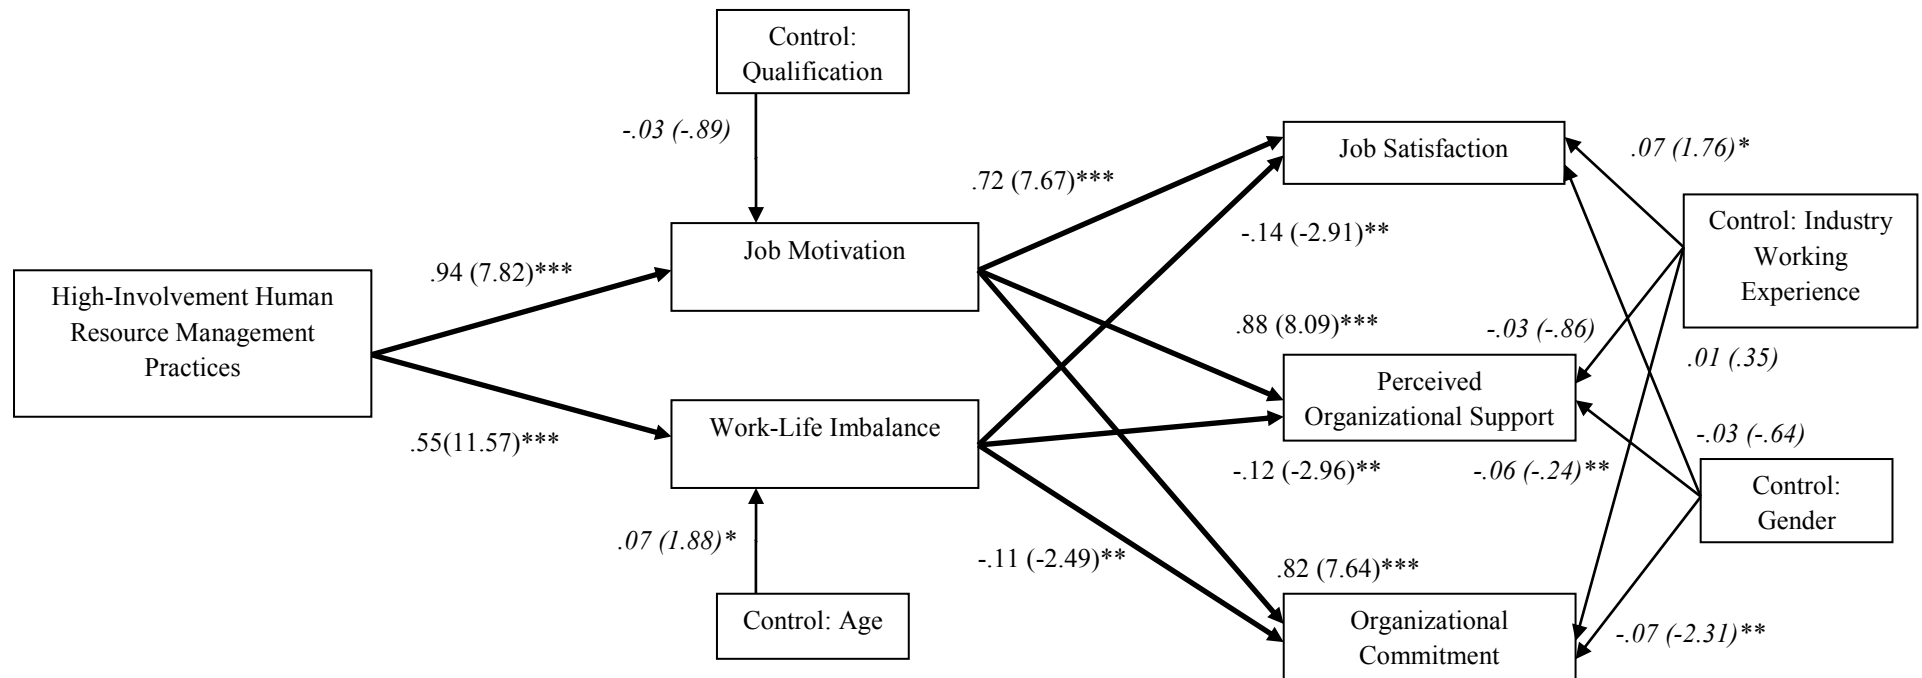 Control:
Qualification
-.03 (-.89)
Job Satisfaction
.07 (1.76)*
.72 (7.67)***
Control: Industry
Working
Experience
-.14 (-2.91)**
Job Motivation
.94 (7.82)***
High-Involvement Human
Resource Management
Practices
.88 (8.09)***
-.03 (-.86)
.01 (.35)
Perceived
Organizational Support
Work-Life Imbalance
.55(11.57)***
-.03 (-.64)
-.12 (-2.96)**
-.06 (-.24)**
Control:
Gender
.07 (1.88)*
-.11 (-2.49)**
.82 (7.64)***
Control: Age
Organizational
Commitment
-.07 (-2.31)**